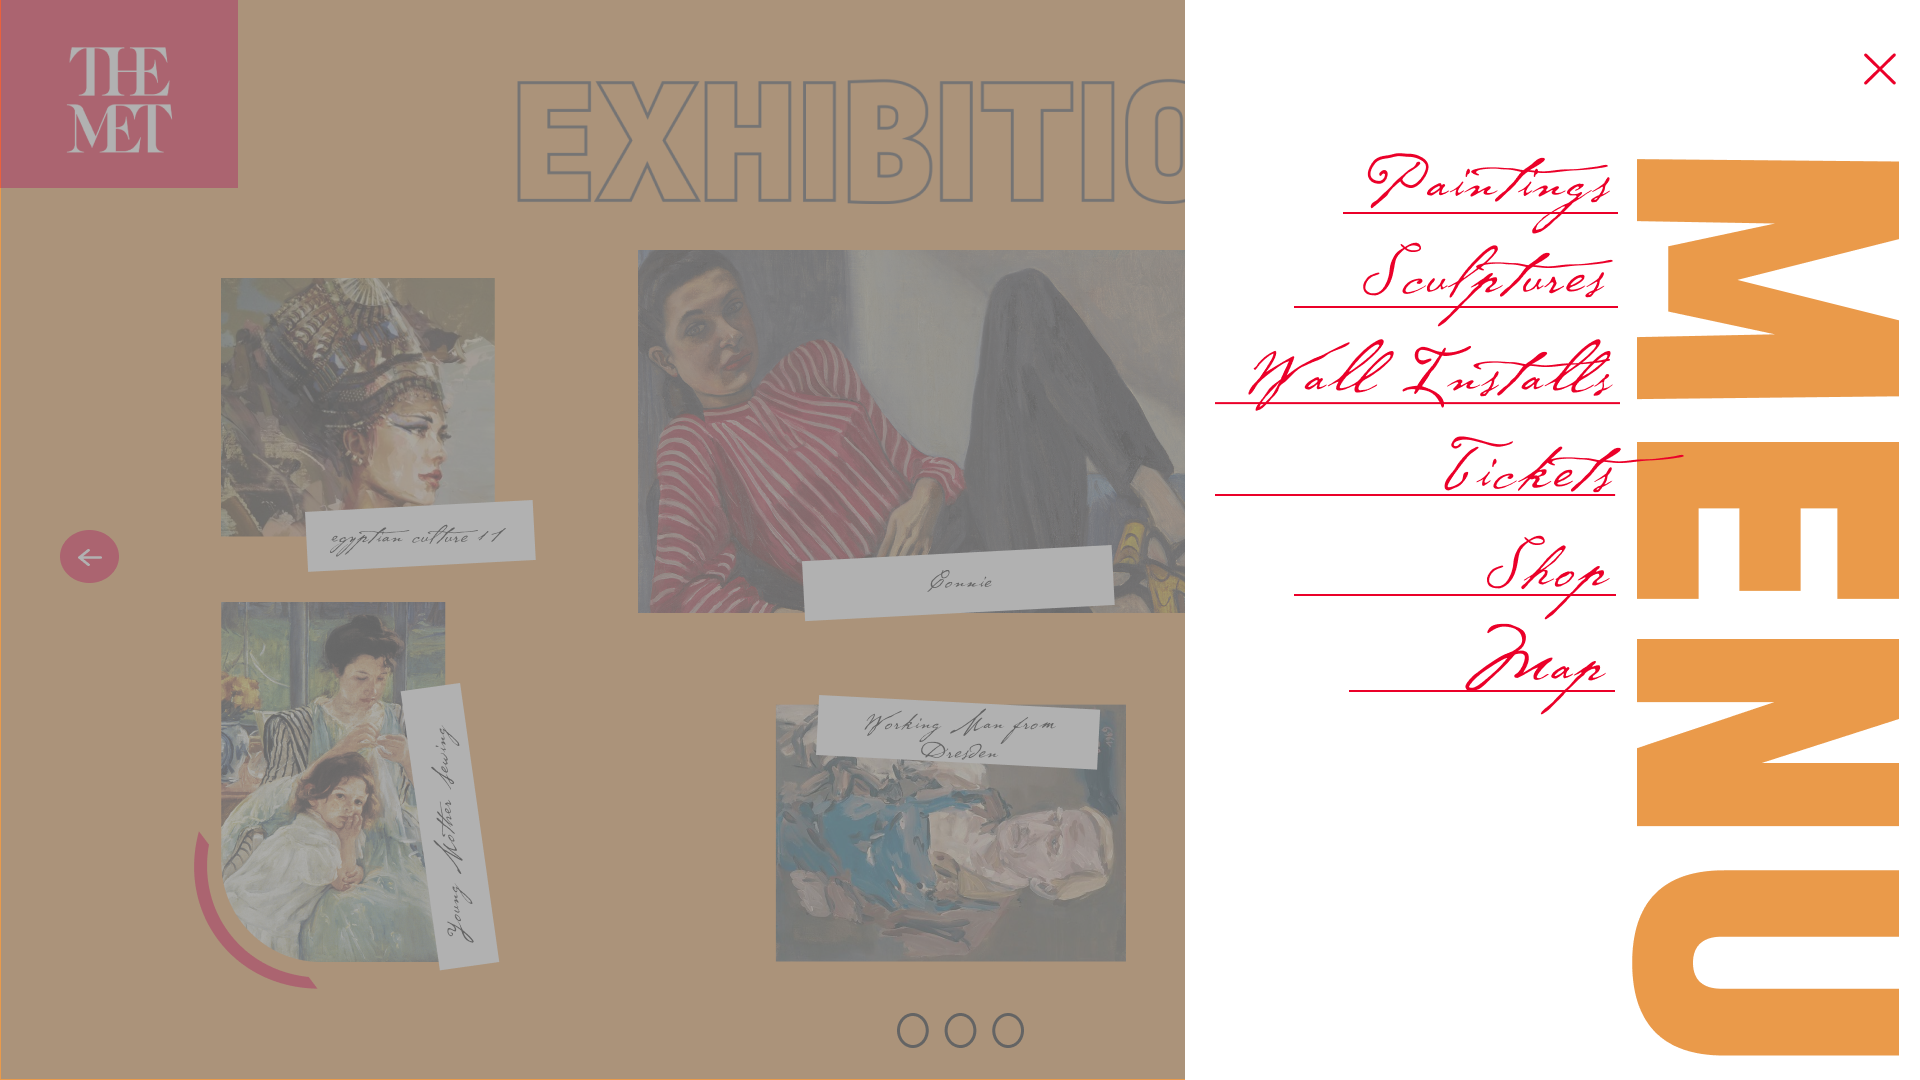 THE
MET
EXHIBITIO
egyptian culture 11
Connie
Young Mother Sewing
Working Man from
Dresden
Paintings
Sculptures
Wall Installs
Tickets
Shop
Map
MENU